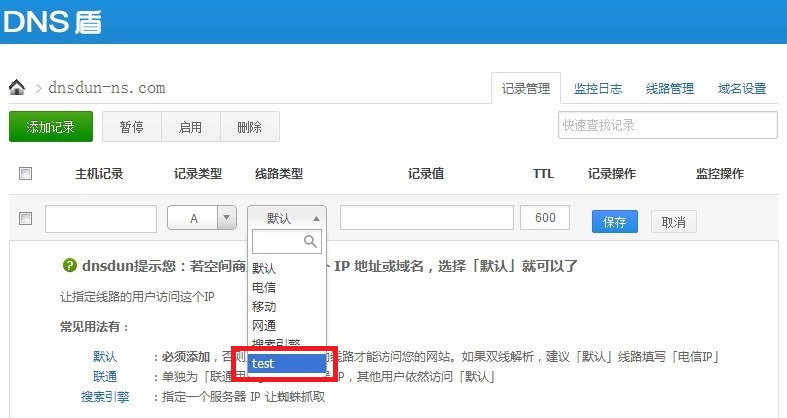 DNS 盾
dnsdun-ns.com
记录管理 监控日志 线路管理 域名设置
添加记录 暂停 启用 删除 快速查找记录
主机记录 记录类型 线路类型 记录值 TTL 记录操作 监控操作
A 默认 600 保存 取消
默认
电信
移动
网通
搜索引擎
test
dnsdun提示您：若空间商 IP 地址或域名，选择「默认」就可以了
让指定线路的用户访问这个IP
常见用法有：
默认 ：必须添加，否则 线路才能访问您的网站。如果双线解析，建议「默认」线路填写「电信IP」
联通 ：单独为「联通用 IP，其他用户依然访问「默认」
搜索引擎 ：指定一个服务器 IP 让蜘蛛抓取